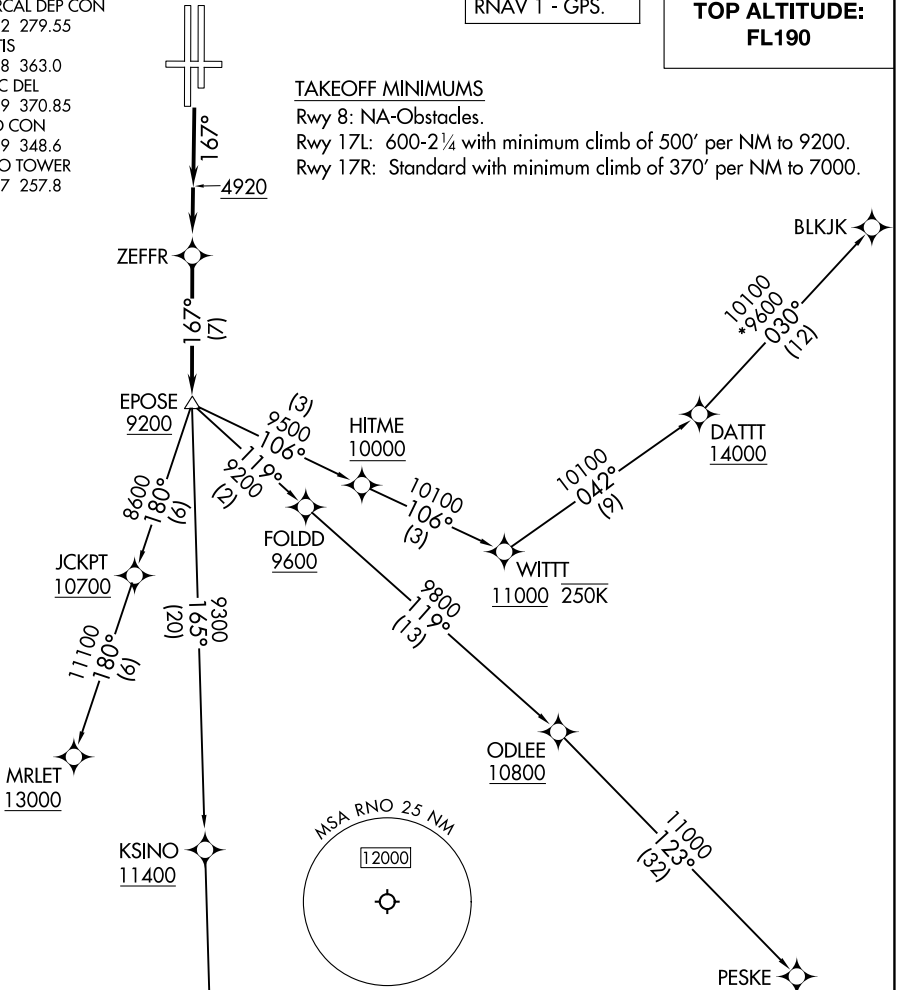 RCAL DEP CON
2 279.55
TIS
8 363.0
C DEL
9 370.85
D CON
9 348.6
O TOWER
7 257.8
RNAV 1 - GPS.
TOP ALTITUDE:
FL190
TAKEOFF MINIMUMS
Rwy 8: NA-Obstacles.
Rwy 17L: 600-2¼ with minimum climb of 500' per NM to 9200.
Rwy 17R: Standard with minimum climb of 370' per NM to 7000.
167°
4920
ZEFFR
167°
(7)
EPOSE
9200
(3)
9500
106°
HITME
10000
119°
9200
(2)
FOLDD
9600
10100
106°
(3)
WITTT
11000 250K
10100
042°
(9)
DATTT
14000
10100
*9600
030°
(12)
BLKJK
8600
180°
(9)
JCKPT
10700
11100
180°
(9)
MRLET
13000
9300
165°
(20)
KSINO
11400
9800
119°
(13)
ODLEE
10800
11000
123°
(32)
PESKE
MSA RNO 25 NM
12000